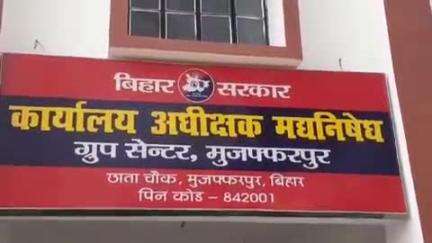 बिहार सरकार
कार्यालय अधीक्षक मद्यनिषेध
ग्रुप सेन्टर, मुजफ्फरपुर
छाता चौक, मुजफ्फरपुर, बिहार
पिन कोड - 842001